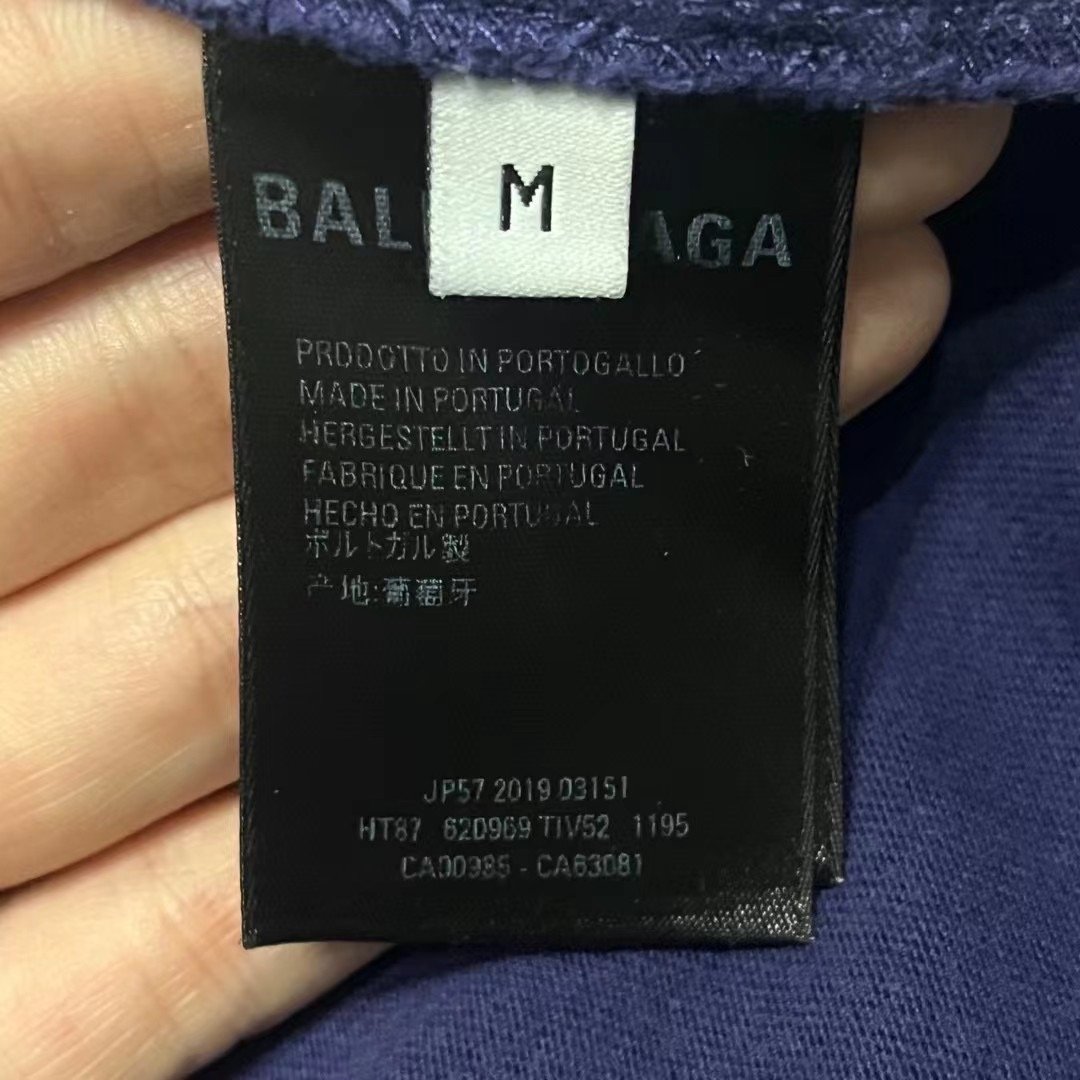 M
BAL AGA
PRODOTTO IN PORTOGALLO
MADE IN PORTUGAL
HERGESTELLT IN PORTUGAL
FABRIQUE EN PORTUGAL
HECHO EN PORTUGAL
ポルトガル製
产地:葡萄牙
JP57 2019 03151
HT87 620969 TIV52 1195
CA00985 - CA63081